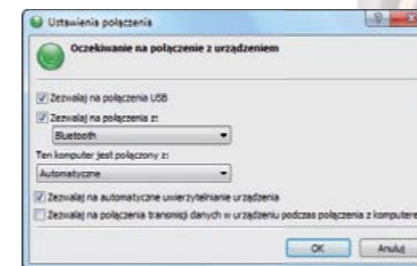 Ustawienia połączenia
Oczekiwanie na połączenie z urządzeniem
Zezwalaj na połączenia USB
Zezwalaj na połączenia z:
Bluetooth
Ten komputer jest połączony z:
Automatyczne
Zezwalaj na automatyczne uwierzytelnianie urządzenia
Zezwalaj na połączenia transmisji danych w urządzeniu podczas połączenia z komputere
OK
Anuluj